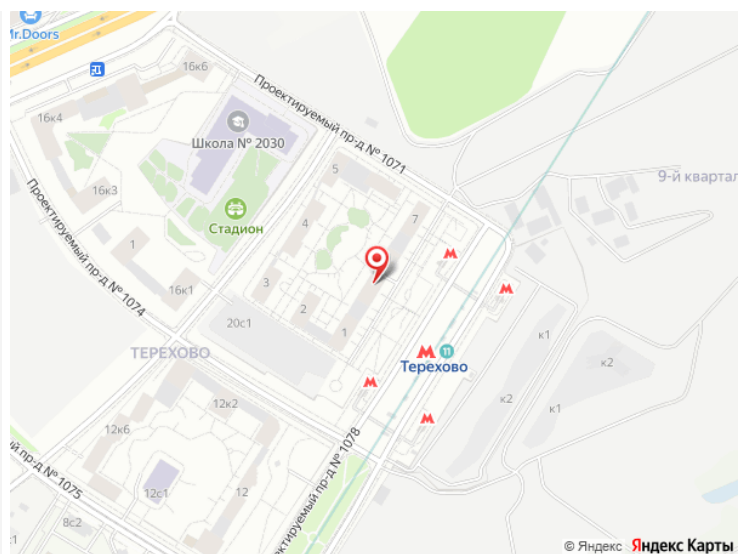 Mr.Doors
16к6
16к4
Школа № 2030
Проектируемый пр-д № 1071
9-й квартал
16к3
Стадион
5
7
4
Проектируемый пр-д № 1074
1
16к1
3
2
20с1
1
ТЕРЕХОВО
11
Терехово
к1
к2
к2
к1
12к2
12к6
Проектируемый пр-д № 1078
12с1
12
пр-д № 1075
8с2
с1
© Яндекс Яндекс Карты